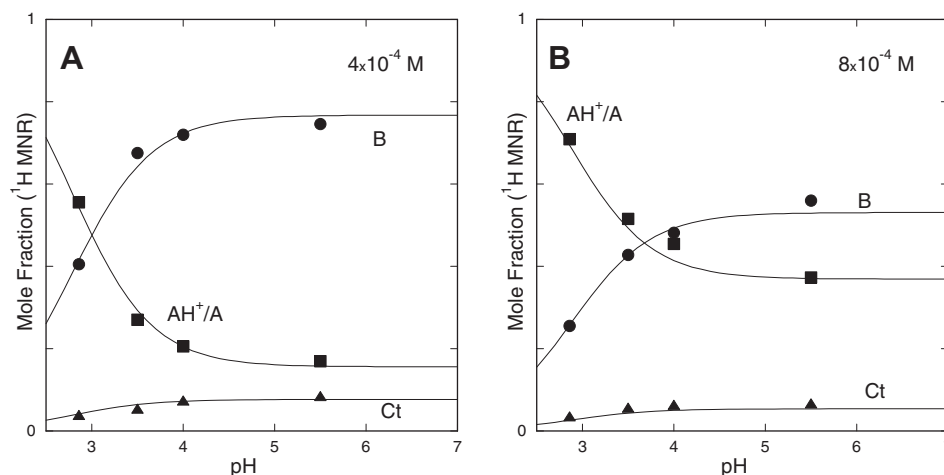 1
A
4x10⁻⁴ M
B
AH⁺/A
Ct
0
3 4 5 6 7
pH
Mole Fraction (¹H MNR)
1
B
8x10⁻⁴ M
AH⁺/A
B
Ct
0
3 4 5 6
pH
Mole Fraction (¹H MNR)